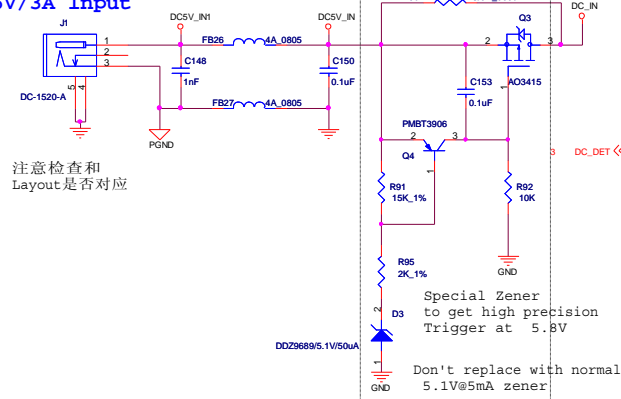 5V/3A Input
J1
DC5V_IN1
DC5V_IN
Q3
DC_IN
1
2
3
FB26
4A_0805
2
3
C148
1nF
C150
0.1uF
C153
0.1uF
1
AO3415
DC-1520-A
5
4
FB27
4A_0805
PGND
PMBT3906
2
3
Q4
1
3
DC_DET
注意检查和
Layout是否对应
R91
15K_1%
R92
10K
R95
2K_1%
GND
2
D3
Special Zener
to get high precision
Trigger at 5.8V
DDZ9689/5.1V/50uA
1
GND
Don't replace with normal
5.1V@5mA zener